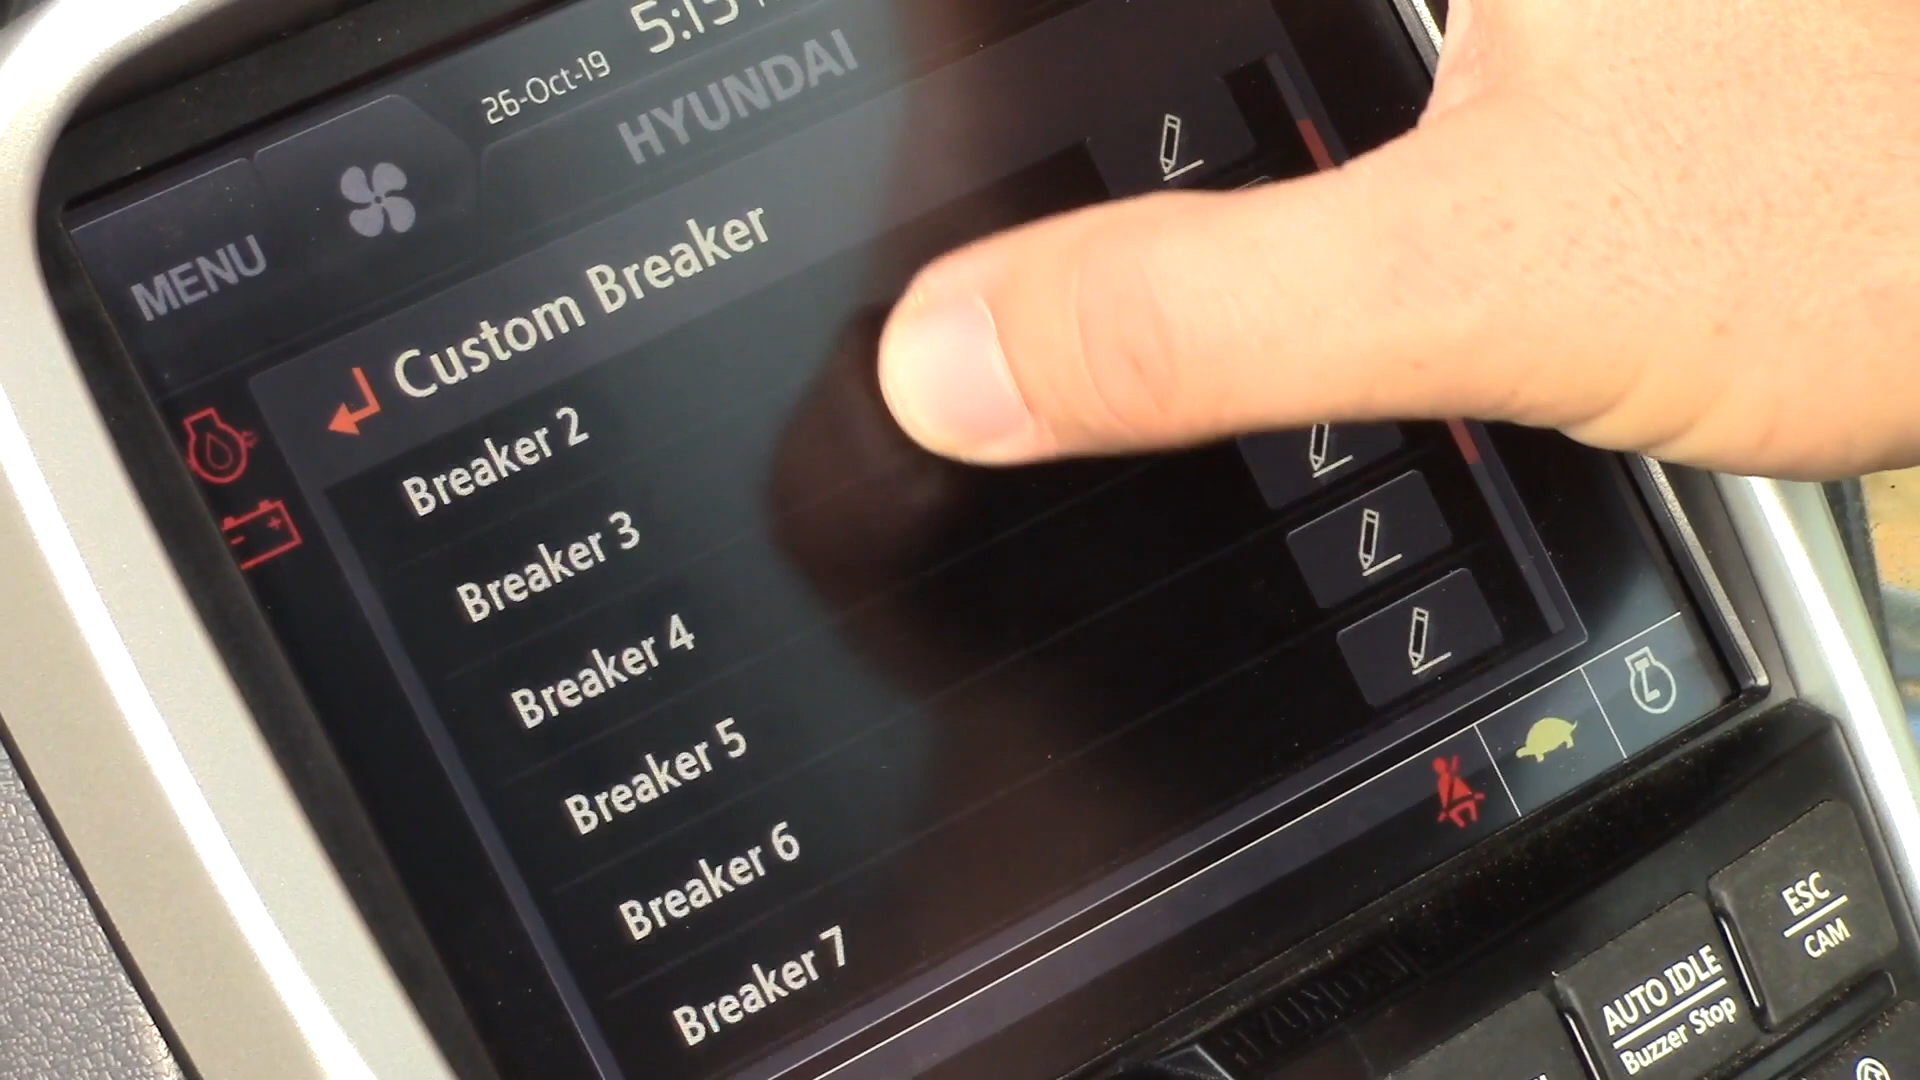 26-Oct-19 5:15
HYUNDAI
MENU
Custom Breaker
Breaker 2
Breaker 3
Breaker 4
Breaker 5
Breaker 6
Breaker 7
HYUNDAI
ESC
CAM
AUTO IDLE
Buzzer Stop